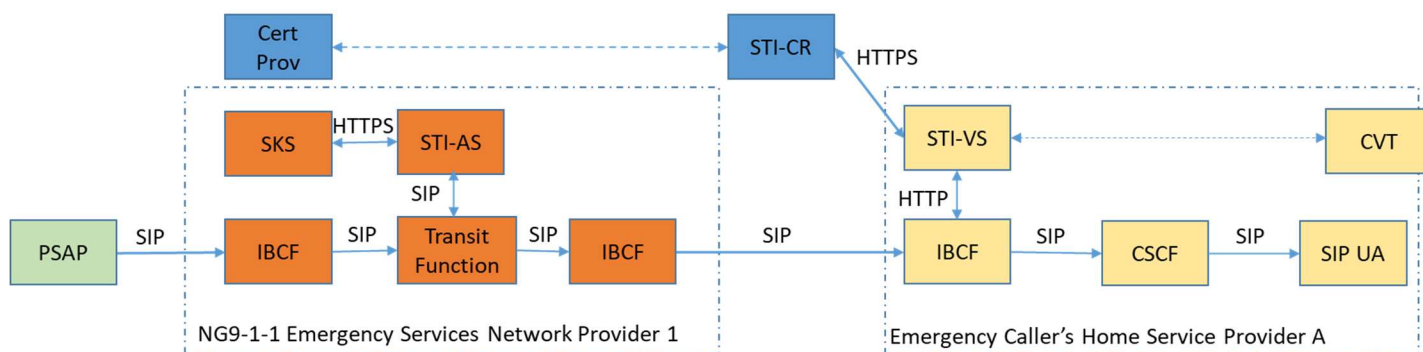 Cert
Prov
STI-CR
HTTPS
SKS
HTTPS
STI-AS
STI-VS
CVT
SIP
HTTP
PSAP
SIP
IBCF
SIP
Transit
Function
SIP
IBCF
SIP
IBCF
SIP
CSCF
SIP
SIP UA
NG9-1-1 Emergency Services Network Provider 1
Emergency Caller's Home Service Provider A